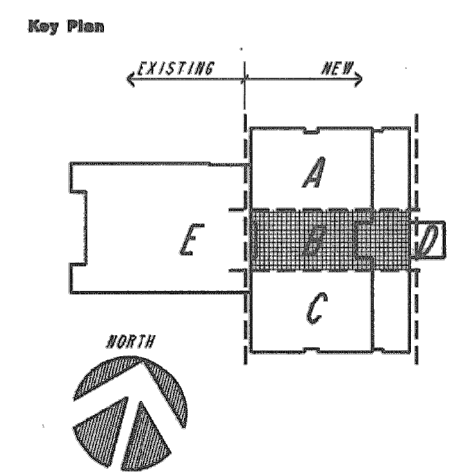 Key Plan
EXISTING NEW
A
E B D
C
NORTH